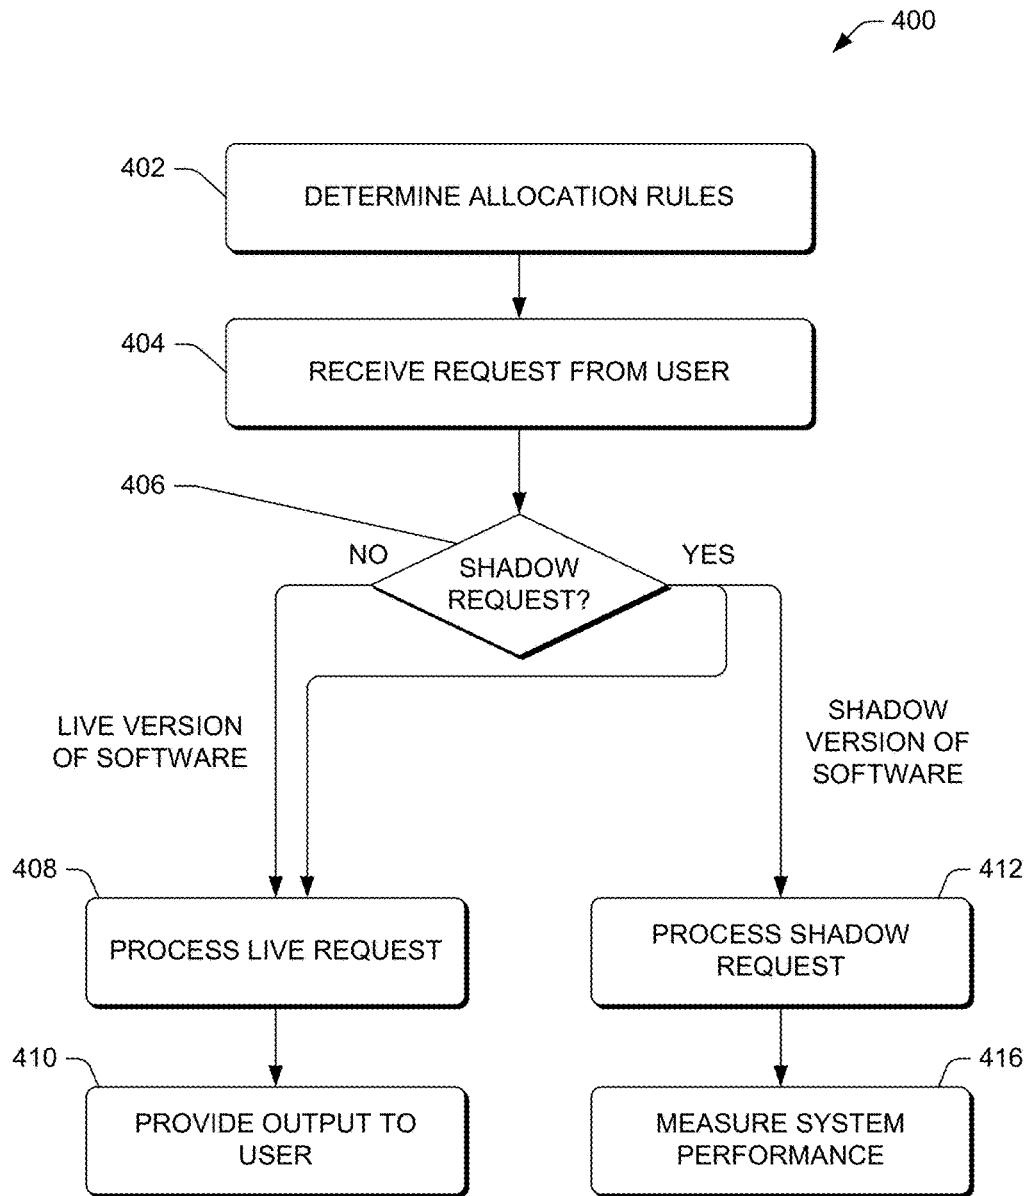 400
402
DETERMINE ALLOCATION RULES
404
RECEIVE REQUEST FROM USER
406
NO
SHADOW
REQUEST?
YES
LIVE VERSION
OF SOFTWARE
SHADOW
VERSION OF
SOFTWARE
408
PROCESS LIVE REQUEST
412
PROCESS SHADOW
REQUEST
410
PROVIDE OUTPUT TO
USER
416
MEASURE SYSTEM
PERFORMANCE